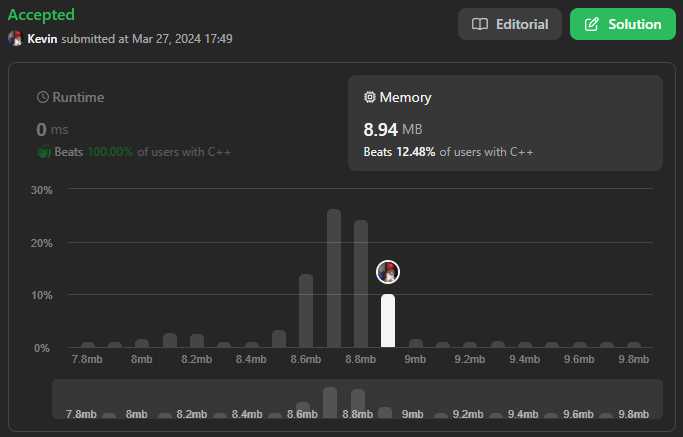 Accepted
Editorial
Solution
Kevin submitted at Mar 27, 2024 17:49
Runtime
Memory
0 ms
8.94 MB
Beats 100.00% of users with C++
Beats 12.48% of users with C++
30%
20%
10%
0%
7.8mb 8mb 8.2mb 8.4mb 8.6mb 8.8mb 9mb 9.2mb 9.4mb 9.6mb 9.8mb
7.8mb 8mb 8.2mb 8.4mb 8.6mb 8.8mb 9mb 9.2mb 9.4mb 9.6mb 9.8mb